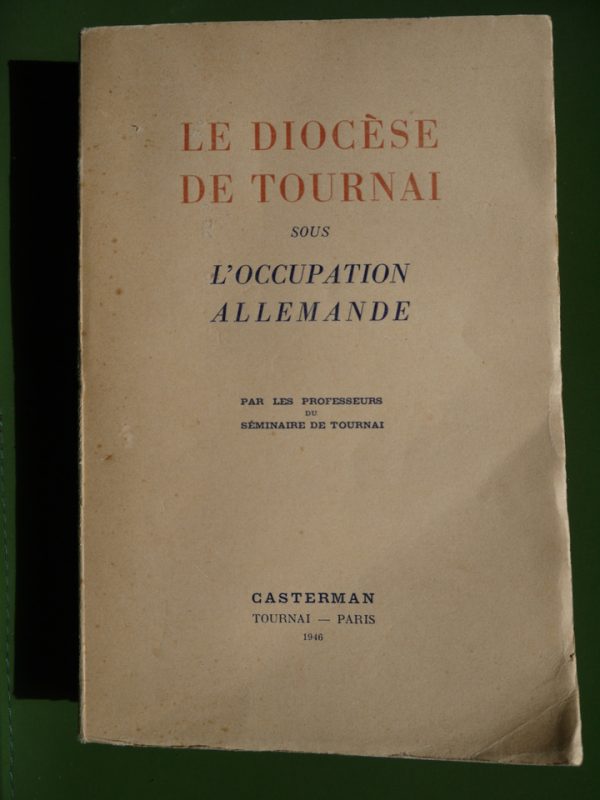 LE DIOCÈSE
DE TOURNAI
SOUS
L'OCCUPATION
ALLEMANDE
PAR LES PROFESSEURS
DU
SÉMINAIRE DE TOURNAI
CASTERMAN
TOURNAI — PARIS
1946